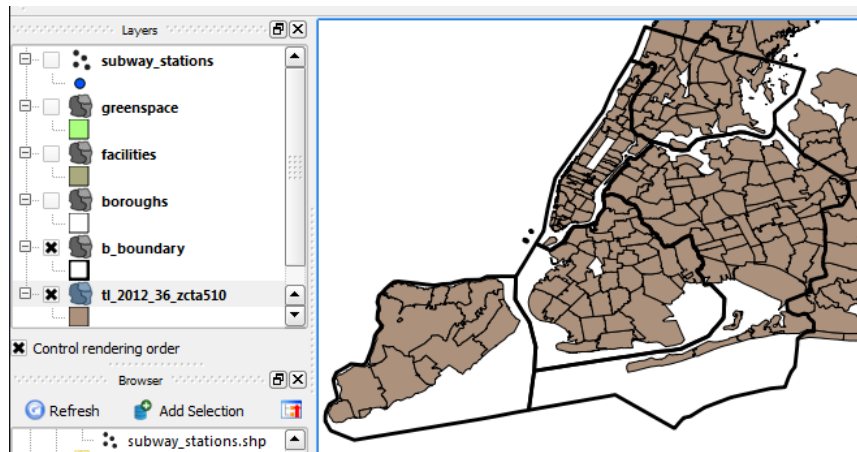 Layers
subway_stations
greenspace
facilities
boroughs
b_boundary
tl_2012_36_zcta510
Control rendering order
Browser
Refresh Add Selection
subway_stations.shp